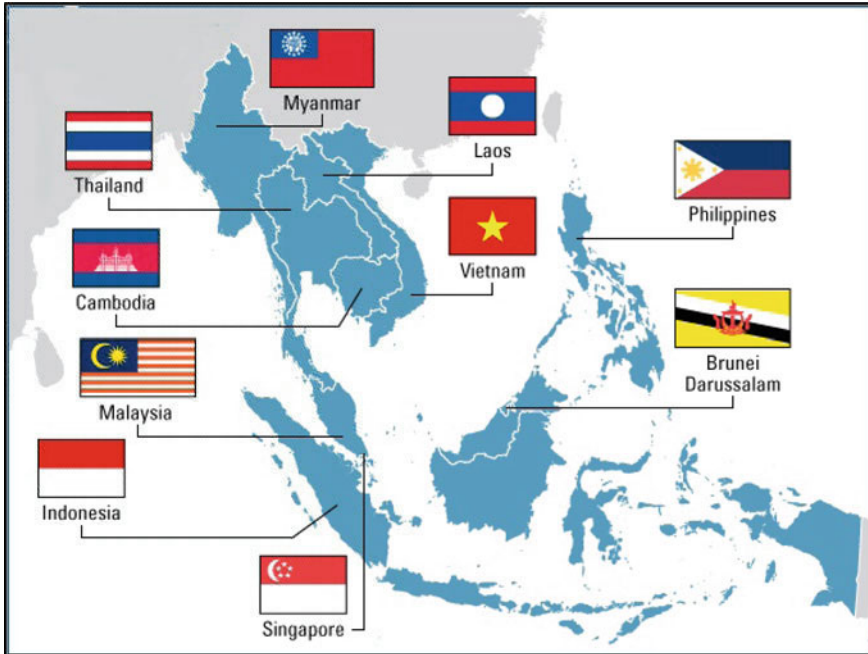 Myanmar
Laos
Thailand
Philippines
Vietnam
Cambodia
Brunei
Darussalam
Malaysia
Indonesia
Singapore